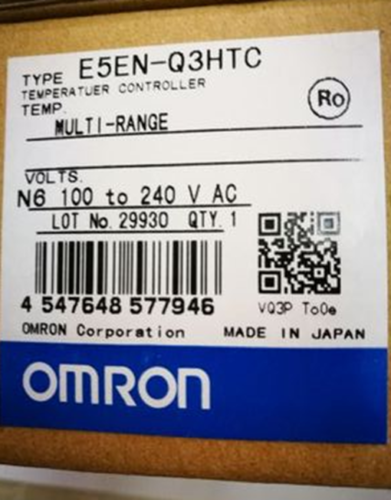 TYPE E5EN-Q3HTC
TEMPERATUER CONTROLLER
TEMP.
Ro
MULTI-RANGE
VOLTS.
N6 100 to 240 V AC
LOT No. 29930 QTY. 1
4 547648 577946
VQ3P To0e
OMRON Corporation MADE IN JAPAN
OMRON